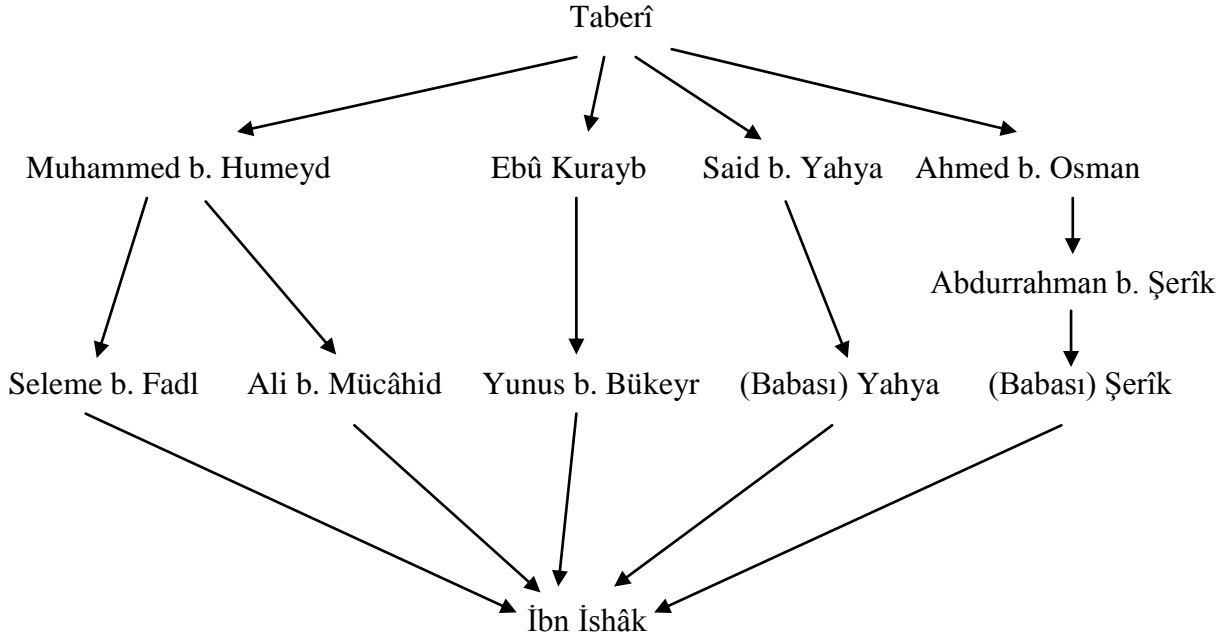 Taberî
Muhammed b. Humeyd Ebû Kurayb Said b. Yahya Ahmed b. Osman
Abdurrahman b. Şerîk
Seleme b. Fadl Ali b. Mücâhid Yunus b. Bükeyr (Babası) Yahya (Babası) Şerîk
İbn İshâk